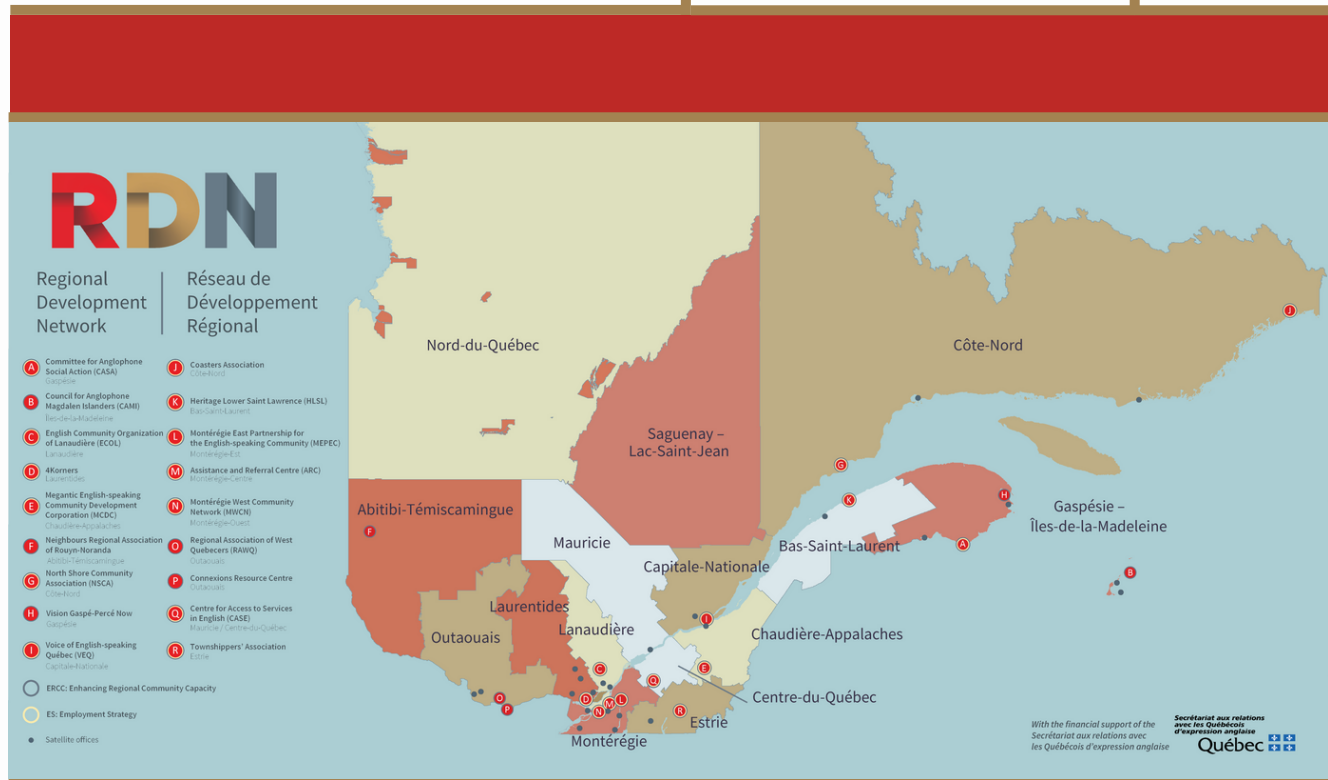 RDN
Regional
Development
Network
Réseau de
Développement
Régional
A
Committee for Anglophone
Social Action (CASA)
Gaspésie
B
Council for Anglophone
Magdalen Islanders (CAMI)
Îles-de-la-Madeleine
C
English Community Organization
of Lanaudière (ECOL)
Lanaudière
D
4Korners
Laurentides
E
Megantic English-speaking
Community Development
Corporation (MCDC)
Chaudière-Appalaches
F
Neighbours Regional Association
of Rouyn-Noranda
Abitibi-Témiscamingue
G
North Shore Community
Association (NSCA)
Côte-Nord
H
Vision Gaspé-Percé Now
Gaspésie
I
Voice of English-speaking
Québec (VEQ)
Capitale-Nationale
J
Coasters Association
Côte-Nord
K
Heritage Lower Saint Lawrence (HLSL)
Bas-Saint-Laurent
L
Montérégie East Partnership for
the English-speaking Community (MEPEC)
Montérégie-Est
M
Assistance and Referral Centre (ARC)
Montérégie-Centre
N
Montérégie West Community
Network (MWCN)
Montérégie-Ouest
O
Regional Association of West
Quebecers (RAWQ)
Outaouais
P
Connexions Resource Centre
Outaouais
Q
Centre for Access to Services
in English (CASE)
Mauricie / Centre-du-Québec
R
Townshippers' Association
Estrie
ERCC: Enhancing Regional Community Capacity
ES: Employment Strategy
Satellite offices
Nord-du-Québec
Côte-Nord
J
Saguenay –
Lac-Saint-Jean
G
K
H
Abitibi-Témiscamingue
F
Gaspésie –
Îles-de-la-Madeleine
Mauricie
Bas-Saint-Laurent
A
Capitale-Nationale
B
Laurentides
Lanaudière
I
Outaouais
Chaudière-Appalaches
C
E
Q
Centre-du-Québec
O
D
M
L
P
N
R
Estrie
Montérégie
With the financial support of the
Secrétariat aux relations avec
les Québécois d'expression anglaise
Secrétariat aux relations
avec les Québécois
d'expression anglaise
Québec